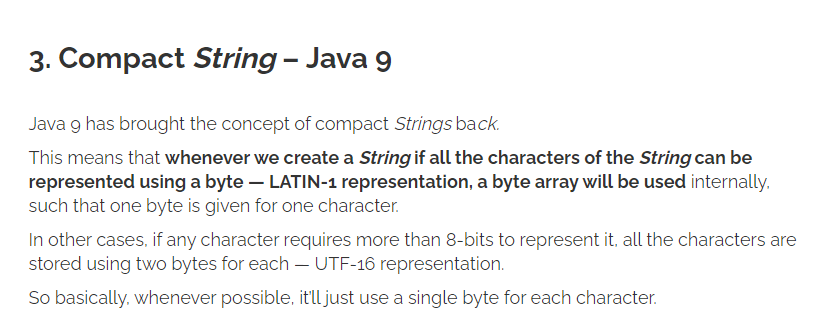 3. Compact String – Java 9
Java 9 has brought the concept of compact Strings back.
This means that whenever we create a String if all the characters of the String can be
represented using a byte — LATIN-1 representation, a byte array will be used internally,
such that one byte is given for one character.
In other cases, if any character requires more than 8-bits to represent it, all the characters are
stored using two bytes for each — UTF-16 representation.
So basically, whenever possible, it'll just use a single byte for each character.